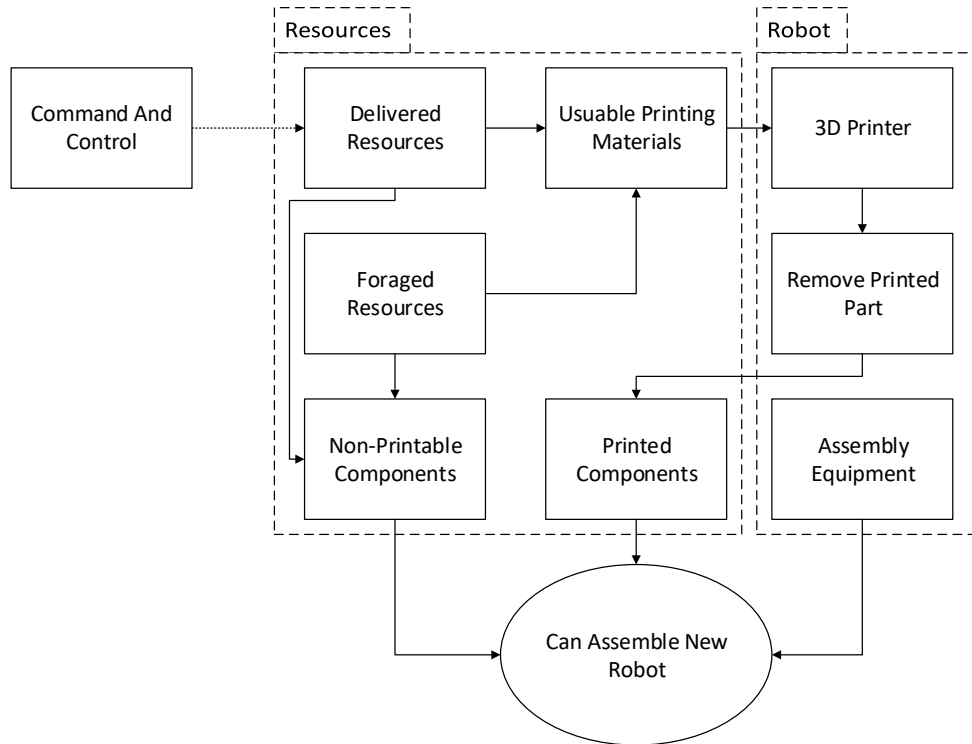 Resources
Robot
Command And
Control
Delivered
Resources
Usuable Printing
Materials
3D Printer
Foraged
Resources
Remove Printed
Part
Non-Printable
Components
Printed
Components
Assembly
Equipment
Can Assemble New
Robot